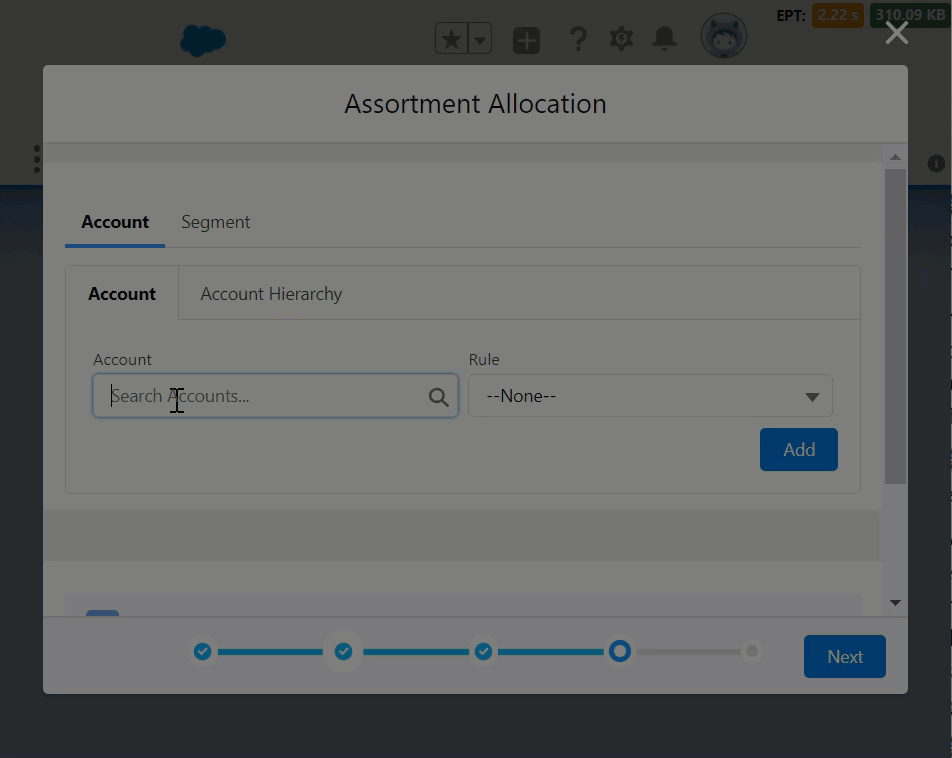 EPT: 2.22 s 310.09 KB
Assortment Allocation
Account Segment
Account Account Hierarchy
Account Rule
Search Accounts... --None--
Add
Next